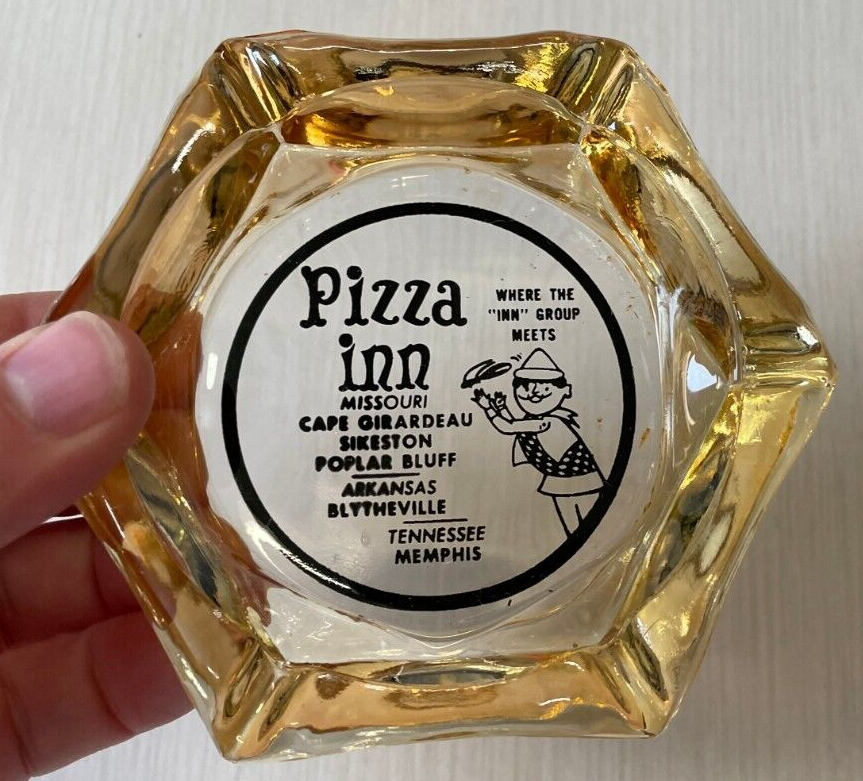 Pizza
inn
WHERE THE
"INN" GROUP
MEETS
MISSOURI
CAPE GIRARDEAU
SIKESTON
POPLAR BLUFF
ARKANSAS
BLYTHEVILLE
TENNESSEE
MEMPHIS